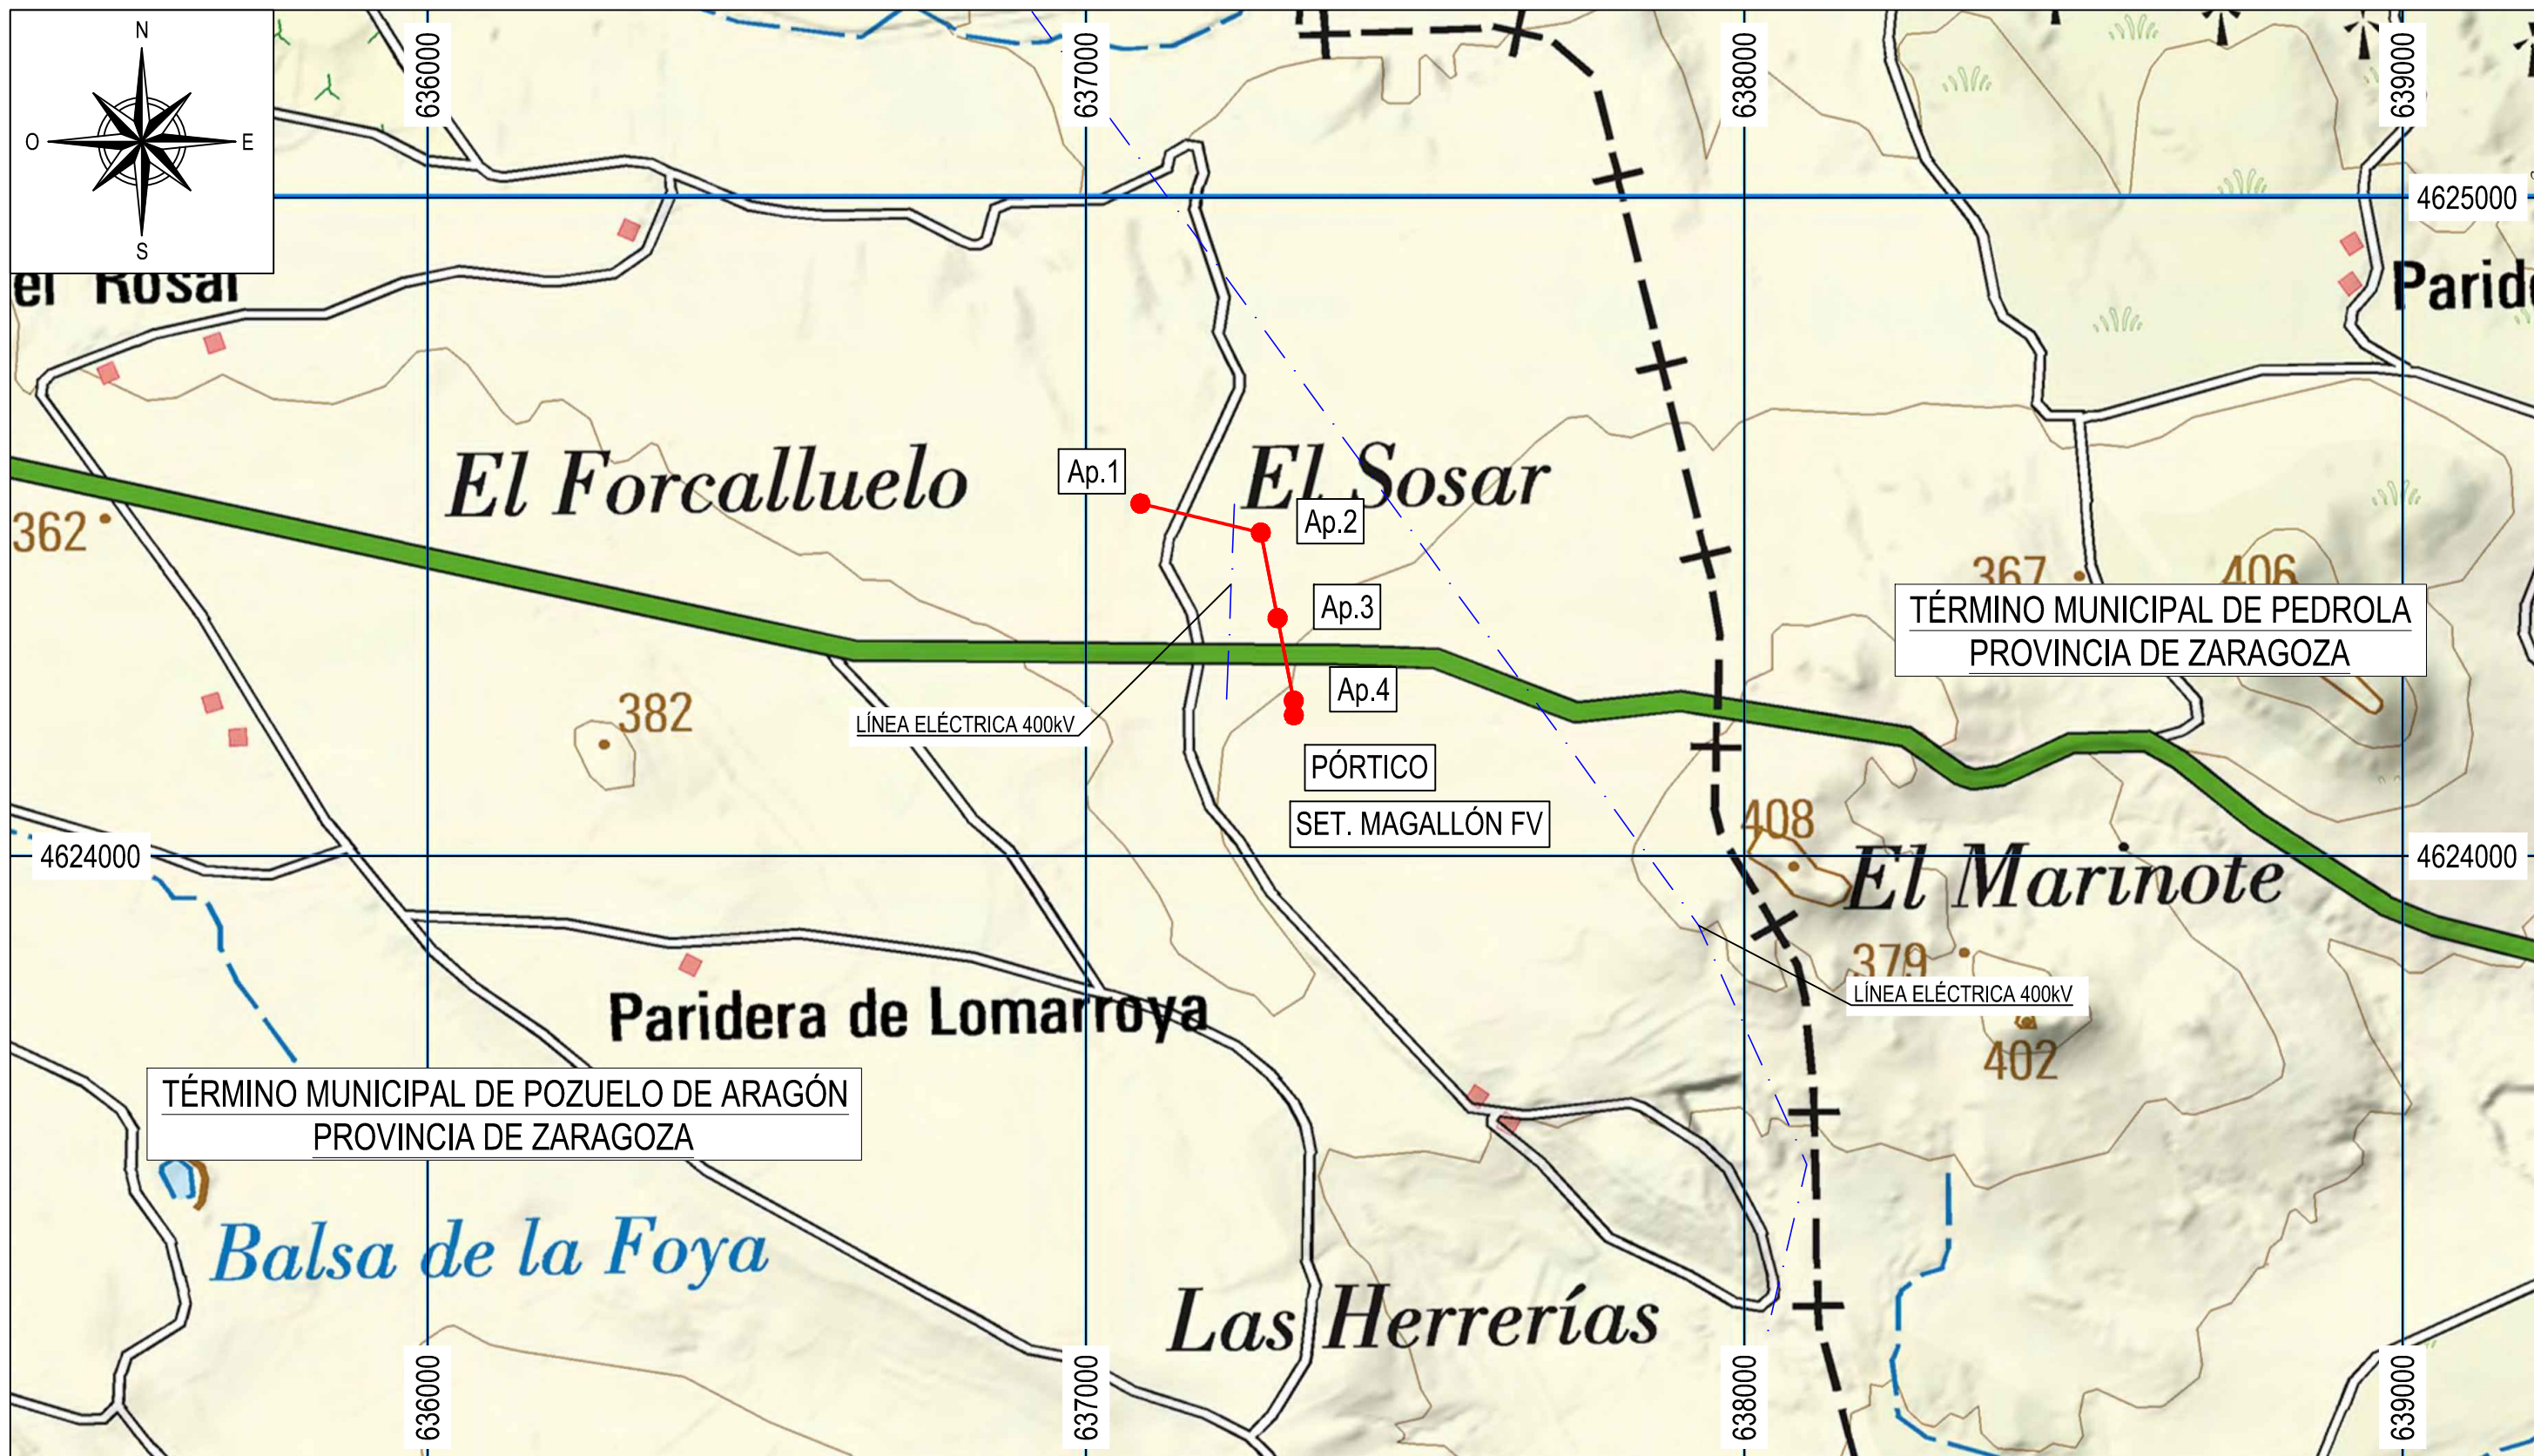 N
O
E
S
636000
637000
638000
639000
4625000
el Rosal
El Forcalluelo
El Sosar
Ap.1
Ap.2
Ap.3
Ap.4
362
382
367
406
TÉRMINO MUNICIPAL DE PEDROLA
PROVINCIA DE ZARAGOZA
LÍNEA ELÉCTRICA 400kV
PÓRTICO
SET. MAGALLÓN FV
408
4624000
4624000
El Marinote
379
LÍNEA ELÉCTRICA 400kV
402
Paridera de Lomarroya
TÉRMINO MUNICIPAL DE POZUELO DE ARAGÓN
PROVINCIA DE ZARAGOZA
Balsa de la Foya
Las Herrerías
636000
637000
638000
639000